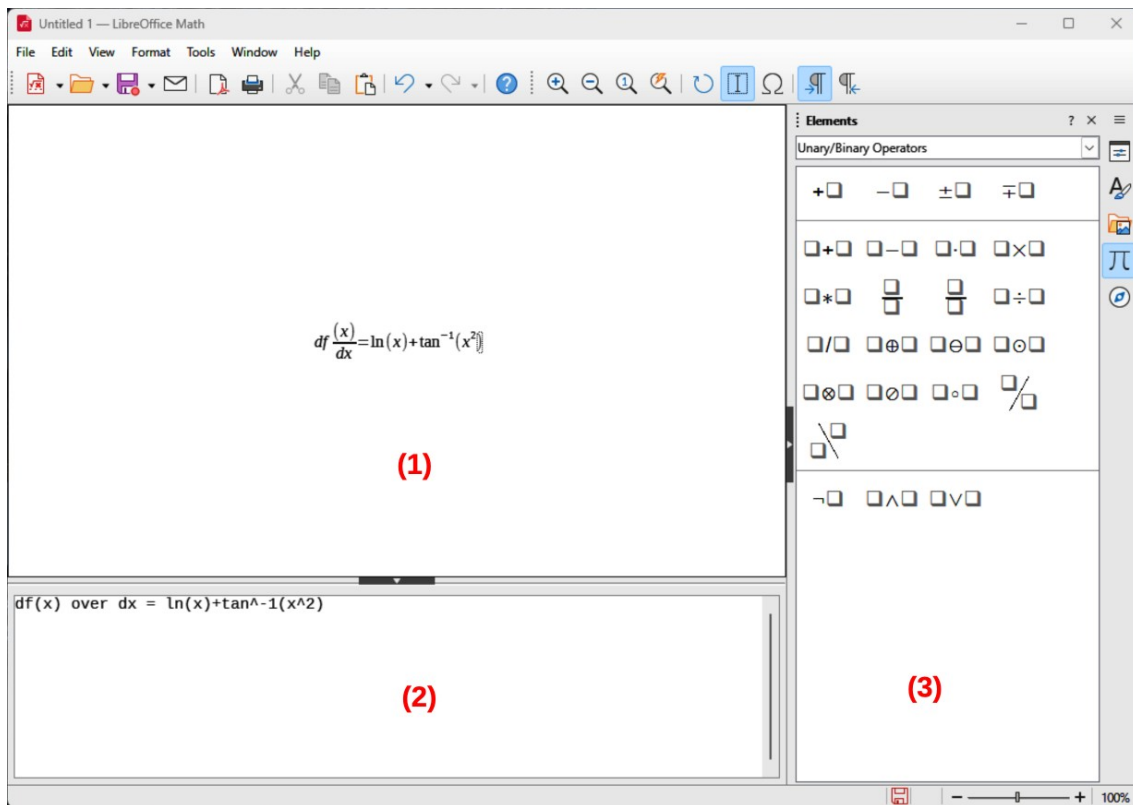 Untitled 1 — LibreOffice Math
File Edit View Format Tools Window Help
Elements
Unary/Binary Operators
+□ −□ ±□ ∓□
□+□ □−□ □·□ □×□
□∗□ □/□ □/□ □÷□
□/□ □⊕□ □⊖□ □⊙□
□⊗□ □⊘□ □∘□ □∕□
□∖□
¬□ □∧□ □∨□
df (x)/dx=ln(x)+tan⁻¹(x²)
(1)
df(x) over dx = ln(x)+tan^-1(x^2)
(2)
(3)
100%